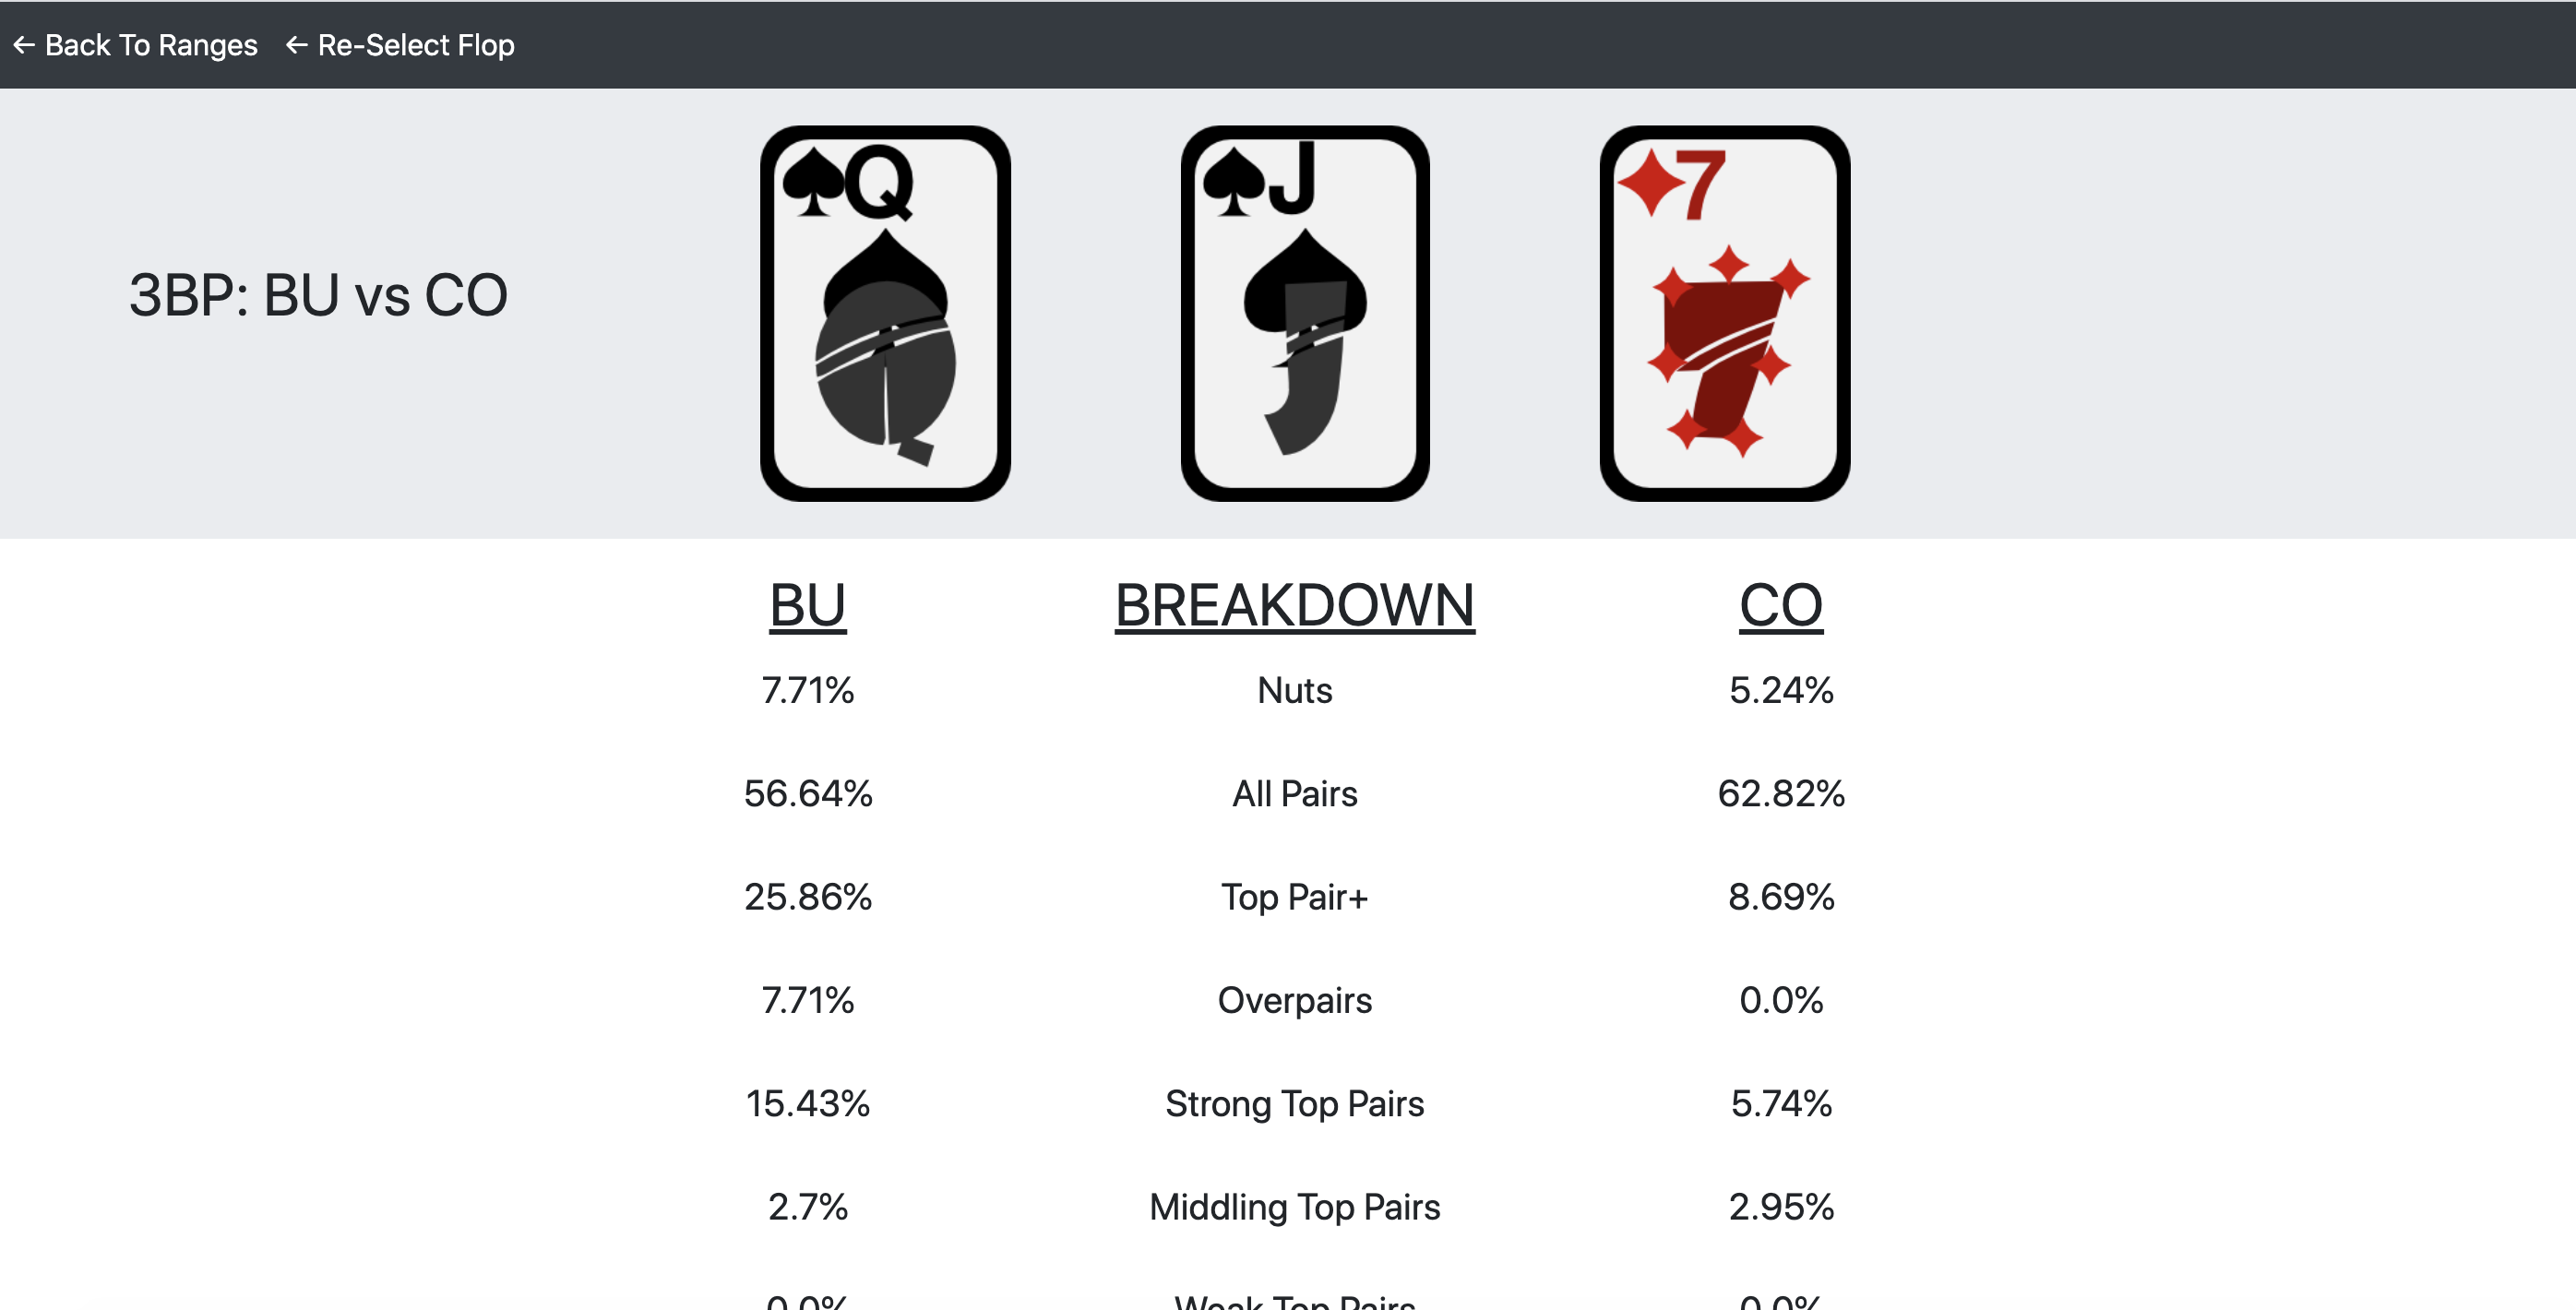 ← Back To Ranges ← Re-Select Flop
♠Q ♠J ♦7
3BP: BU vs CO
BU BREAKDOWN CO
7.71% Nuts 5.24%
56.64% All Pairs 62.82%
25.86% Top Pair+ 8.69%
7.71% Overpairs 0.0%
15.43% Strong Top Pairs 5.74%
2.7% Middling Top Pairs 2.95%
0.0% Weak Top Pairs 0.0%